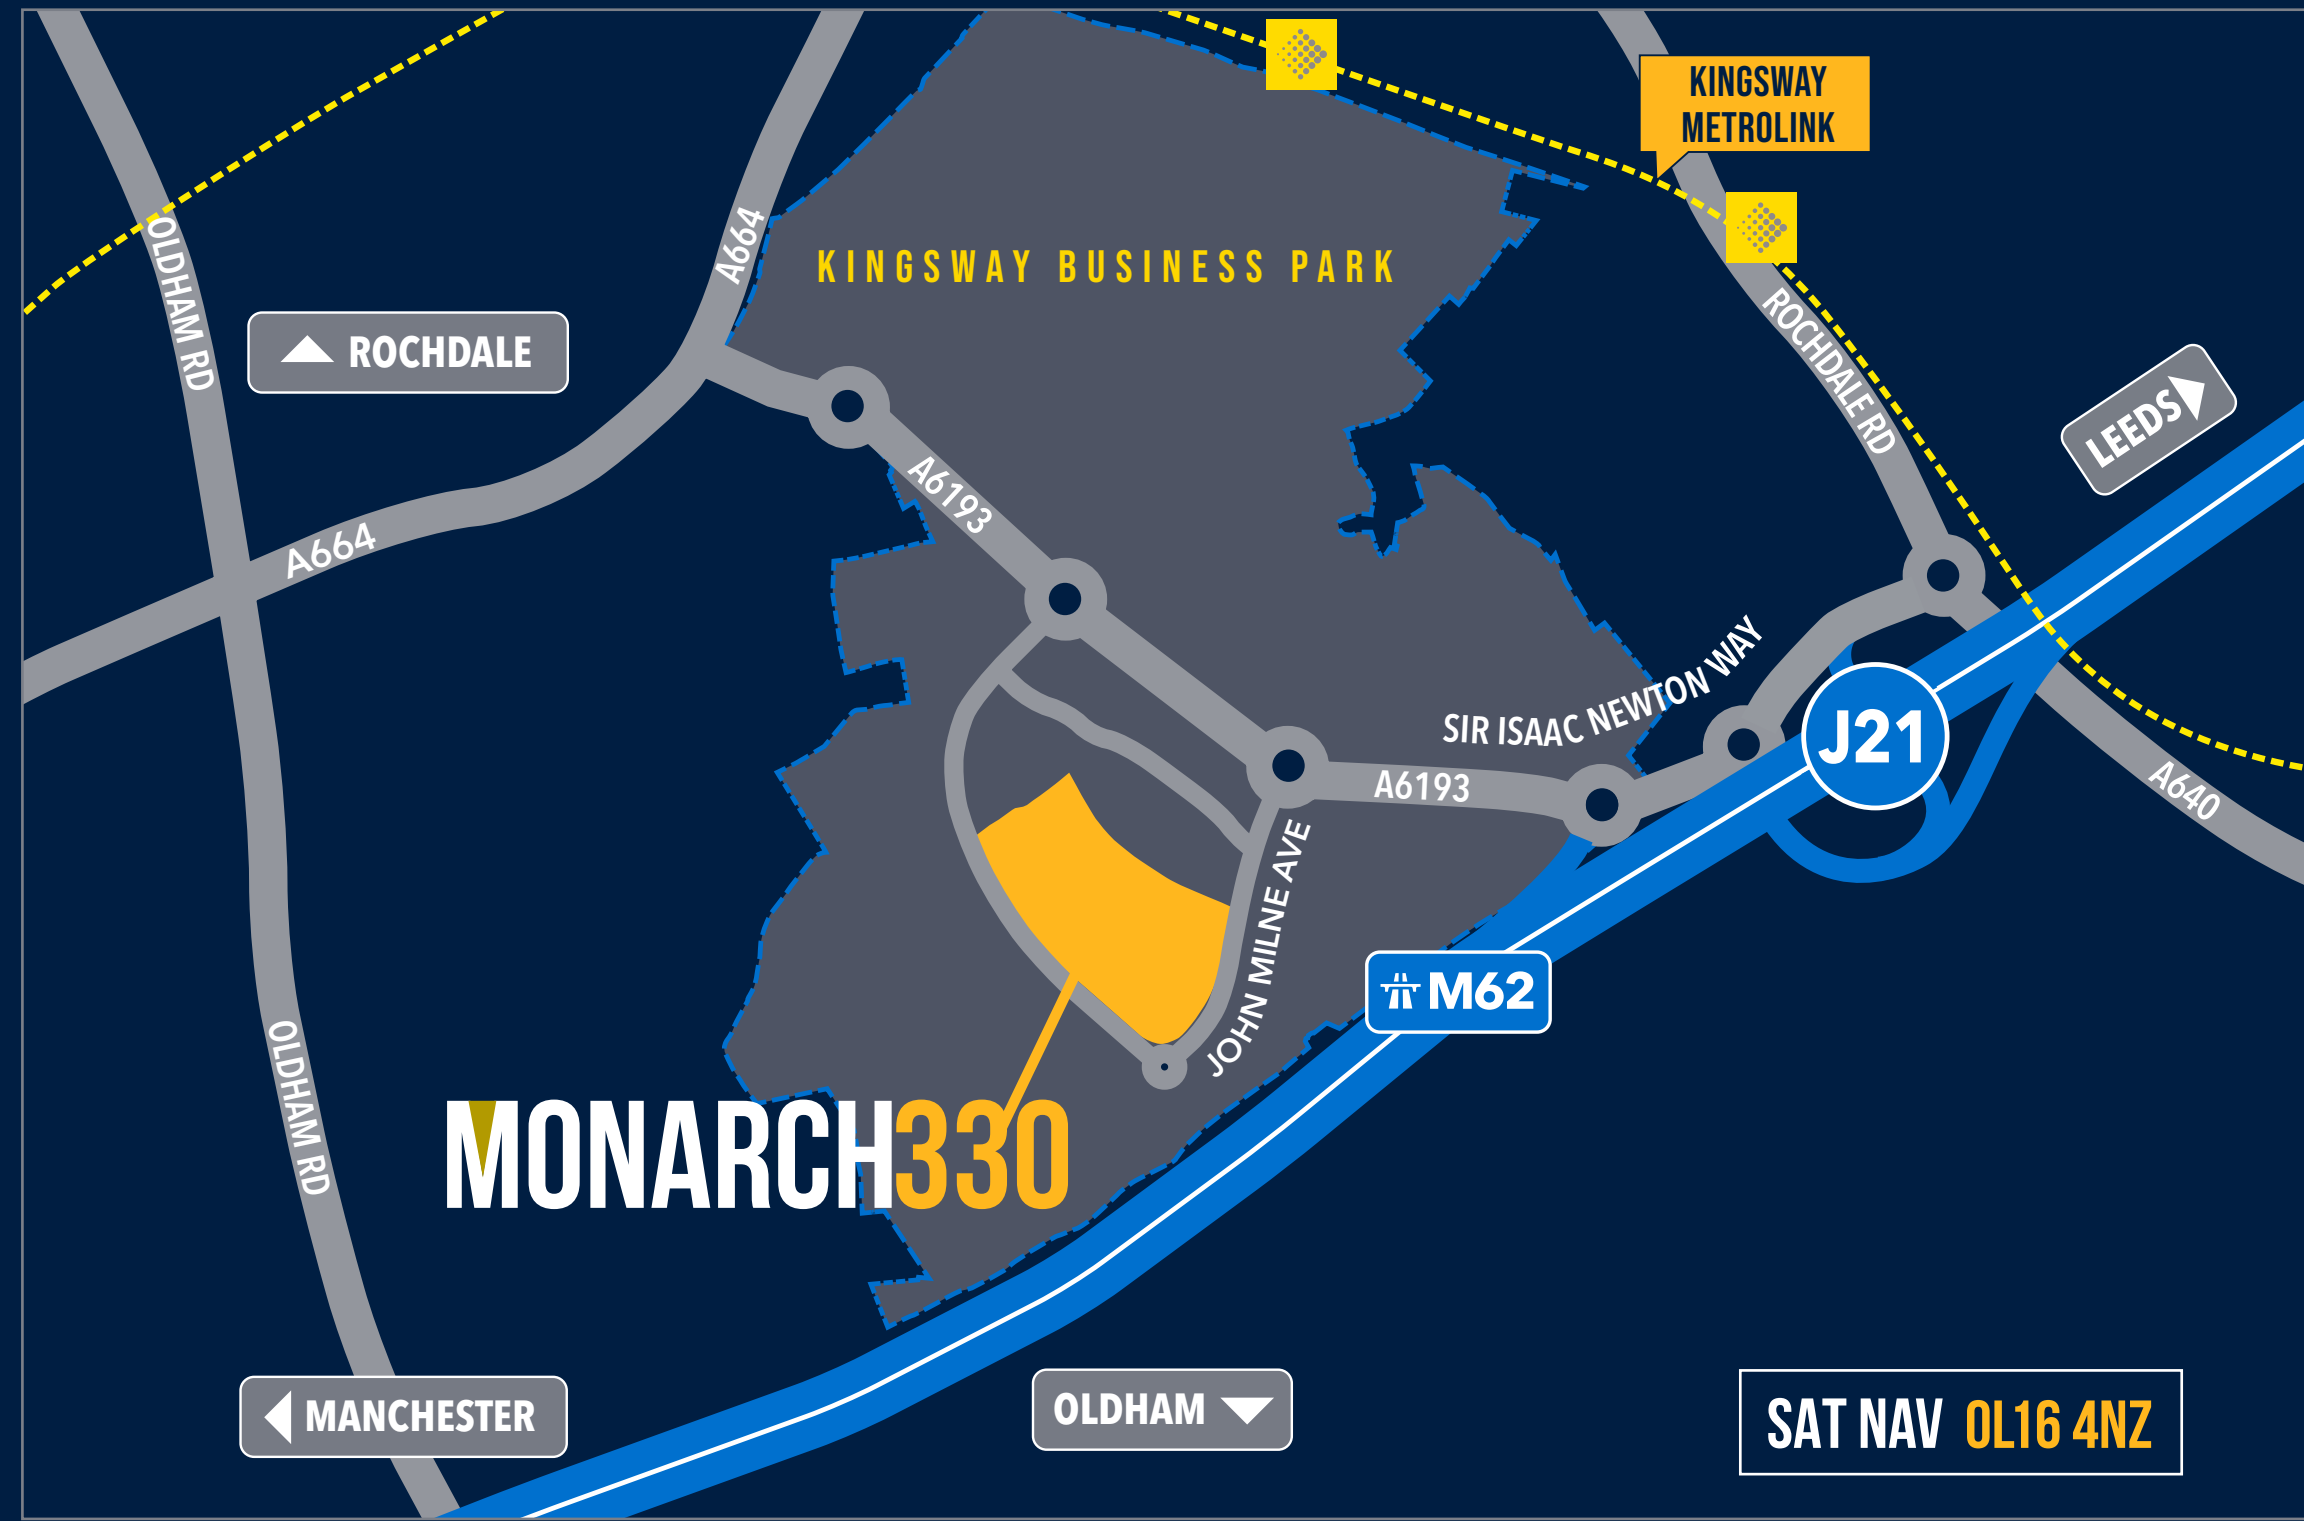 KINGSWAY
METROLINK
OLDHAM RD
A664
KINGSWAY BUSINESS PARK
ROCHDALE
ROCHDALE RD
LEEDS
A6193
A664
SIR ISAAC NEWTON WAY
J21
A6193
A640
JOHN MILNE AVE
M62
OLDHAM RD
MONARCH330
MANCHESTER
OLDHAM
SAT NAV OL16 4NZ